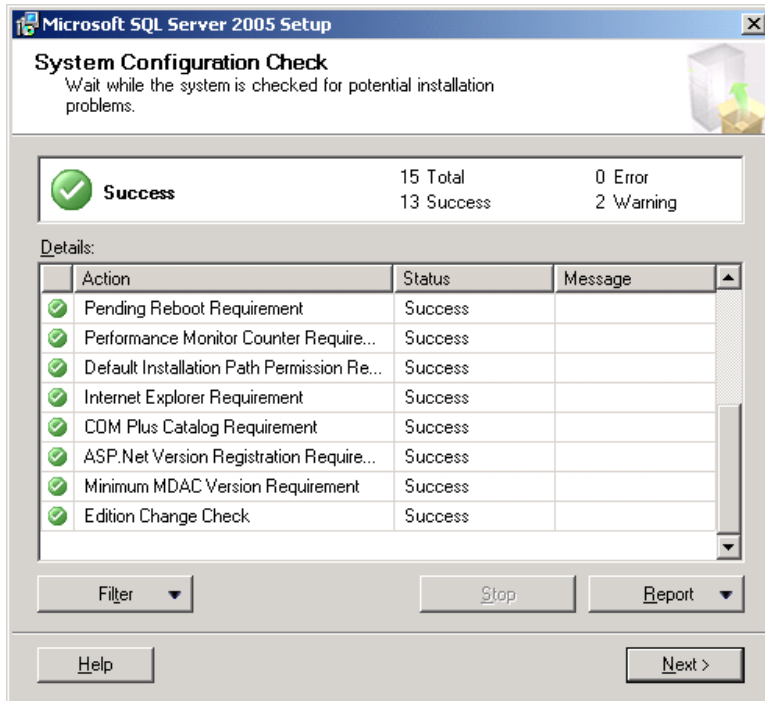 Microsoft SQL Server 2005 Setup
System Configuration Check
Wait while the system is checked for potential installation
problems.
Success
15 Total 0 Error
13 Success 2 Warning
Details:
Action Status Message
Pending Reboot Requirement Success
Performance Monitor Counter Require... Success
Default Installation Path Permission Re... Success
Internet Explorer Requirement Success
COM Plus Catalog Requirement Success
ASP.Net Version Registration Require... Success
Minimum MDAC Version Requirement Success
Edition Change Check Success
Filter Stop Report
Help Next >